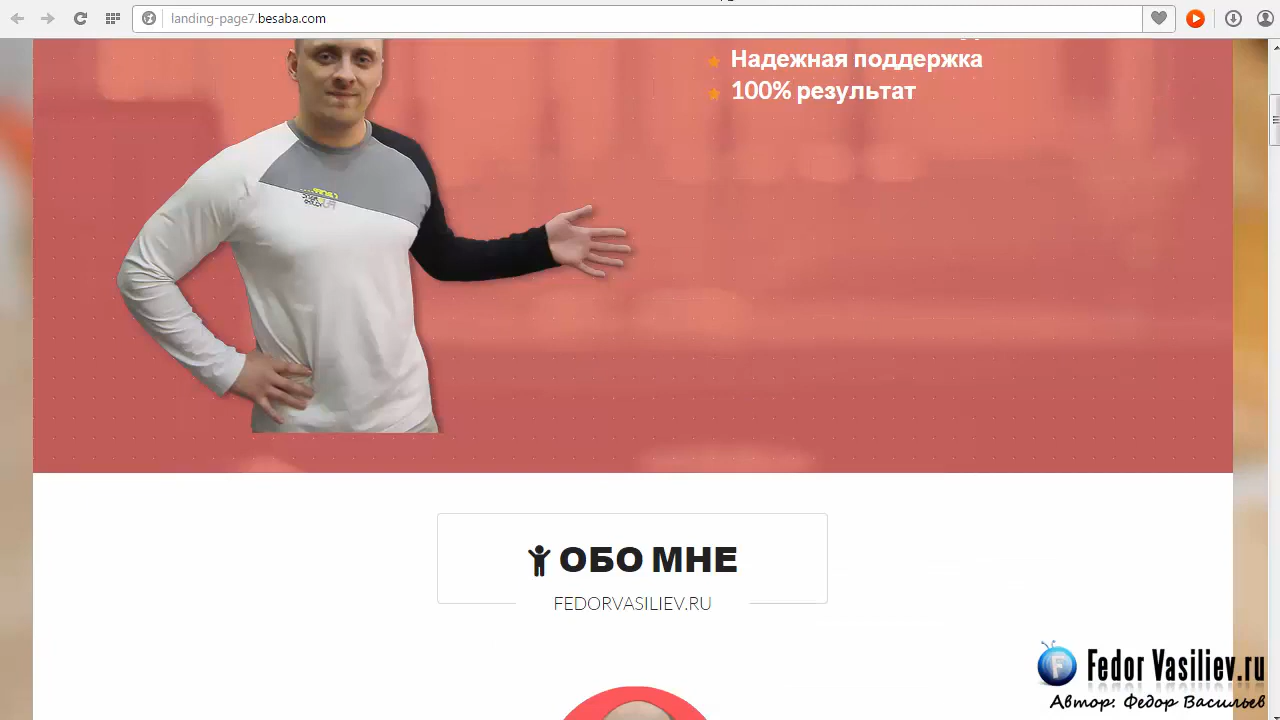 landing-page7.besaba.com
Надежная поддержка
100% результат
ОБО МНЕ
FEDORVASILIEV.RU
Fedor Vasiliev.ru
Автор: Федор Васильев